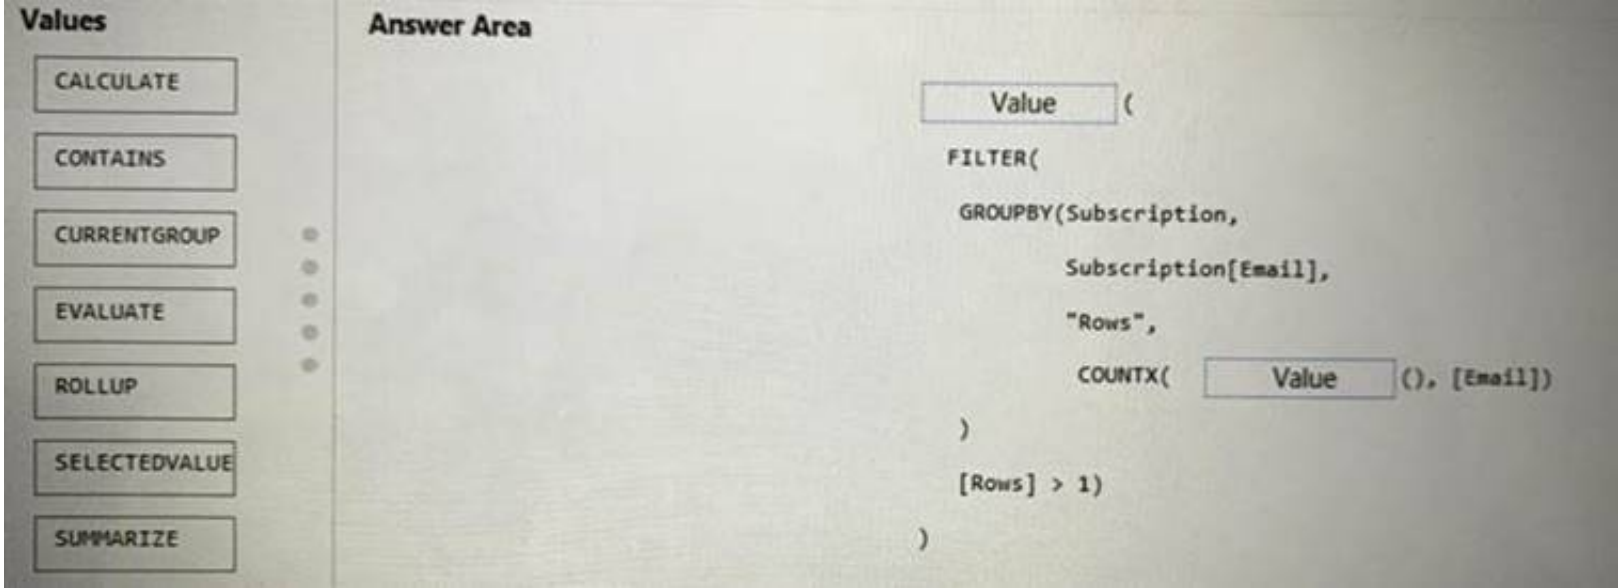 Values
CALCULATE
CONTAINS
CURRENTGROUP
EVALUATE
ROLLUP
SELECTEDVALUE
SUMMARIZE
Answer Area
Value (
FILTER(
GROUPBY(Subscription,
Subscription[Email],
"Rows",
COUNTX( Value (), [Email])
)
[Rows] > 1)
)